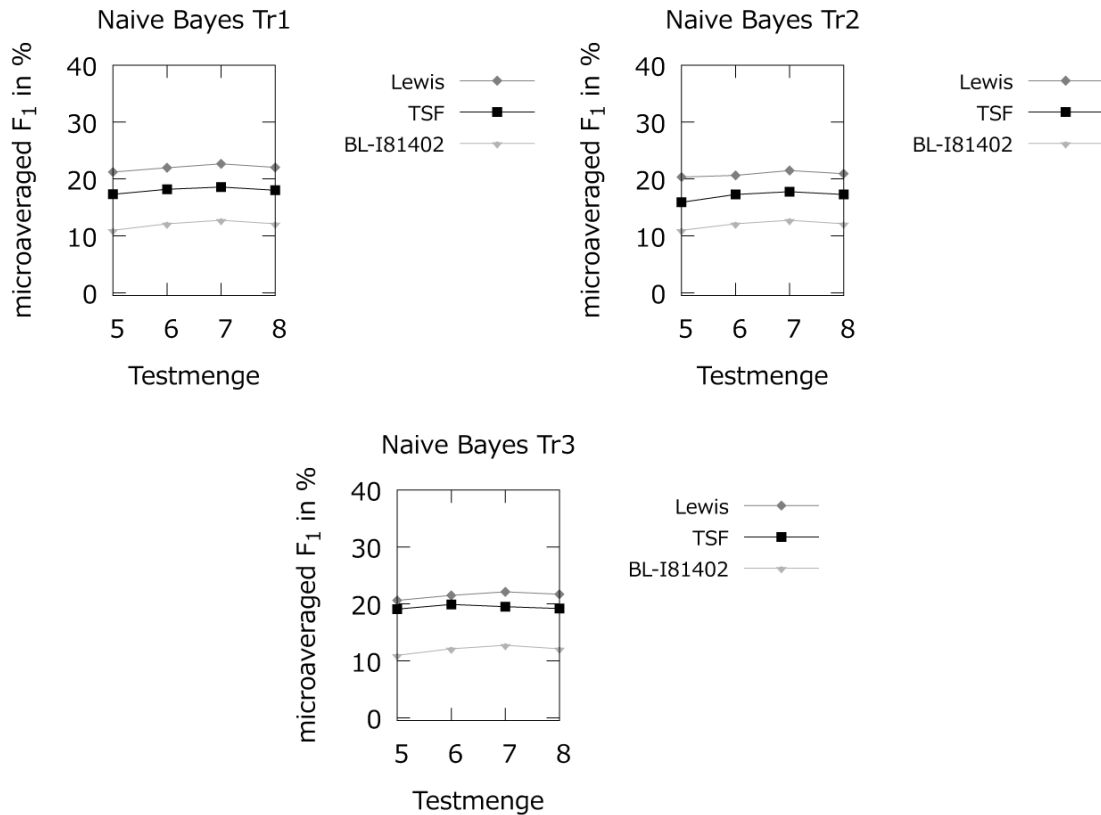 Naive Bayes Tr1
microaveraged F₁ in %
40
30
20
10
0
5 6 7 8
Testmenge
Lewis
TSF
BL-I81402
Naive Bayes Tr2
microaveraged F₁ in %
40
30
20
10
0
5 6 7 8
Testmenge
Lewis
TSF
BL-I81402
Naive Bayes Tr3
microaveraged F₁ in %
40
30
20
10
0
5 6 7 8
Testmenge
Lewis
TSF
BL-I81402